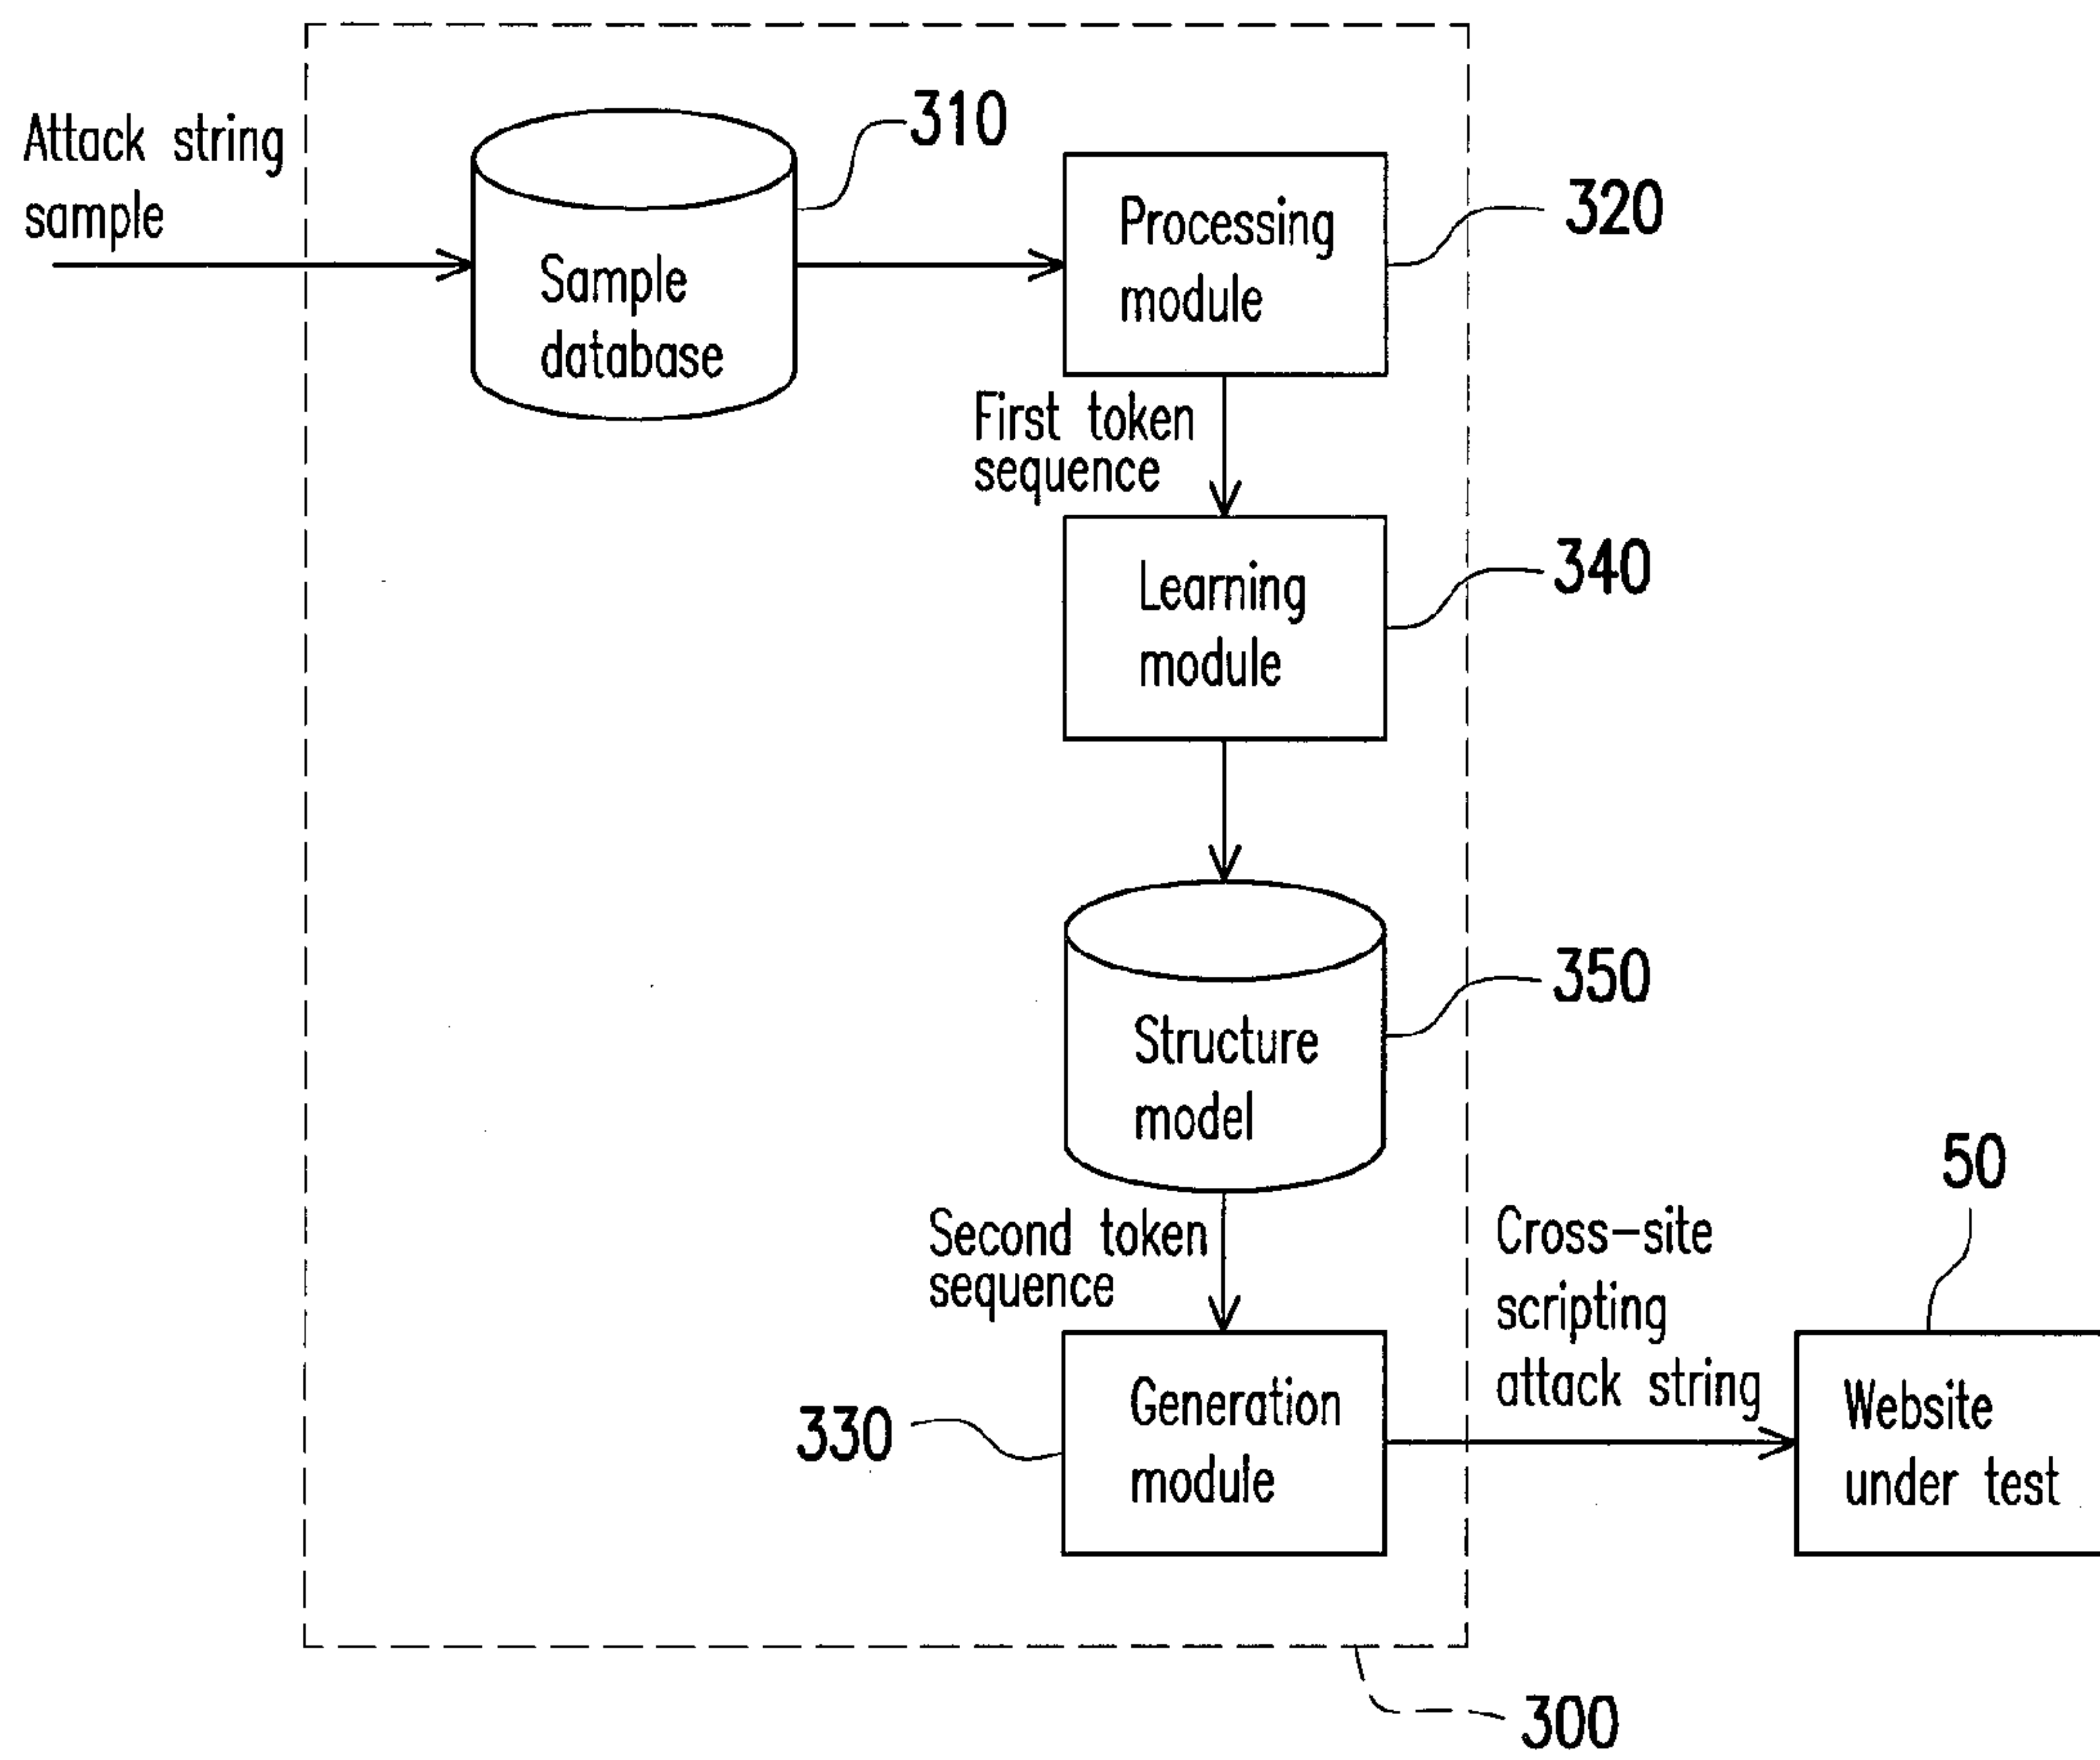 Attack string
sample
310
Sample
database
Processing
module
320
First token
sequence
Learning
module
340
Structure
model
350
Second token
sequence
Generation
module
330
Cross-site
scripting
attack string
50
Website
under test
300